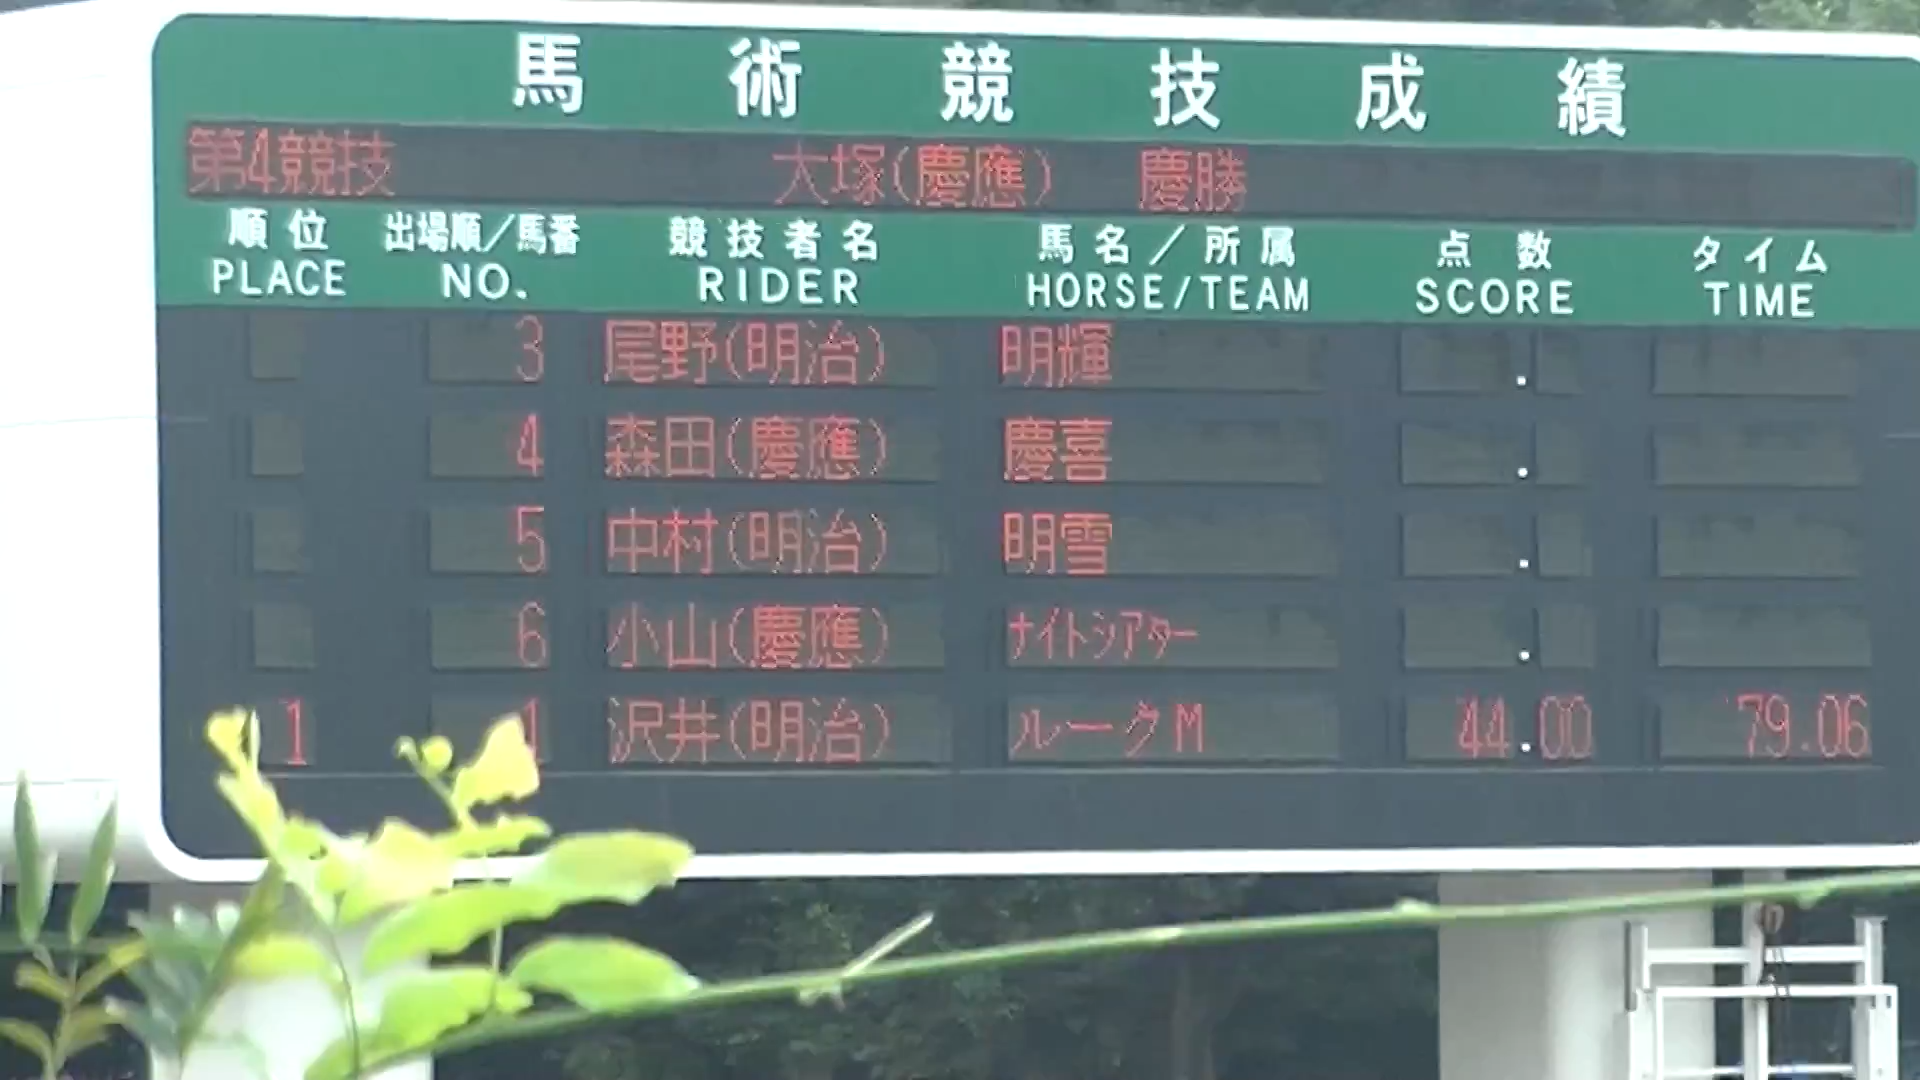 馬術競技成績
第4競技 大塚(慶應) 慶勝
順位 出場順/馬番 競技者名 馬名/所属 点数 タイム
PLACE NO. RIDER HORSE/TEAM SCORE TIME
3 尾野(明治) 明輝 .
4 森田(慶應) 慶喜 .
5 中村(明治) 明雪 .
6 小山(慶應) ナイトシアター .
1 1 沢井(明治) ルークM 44.00 79.06